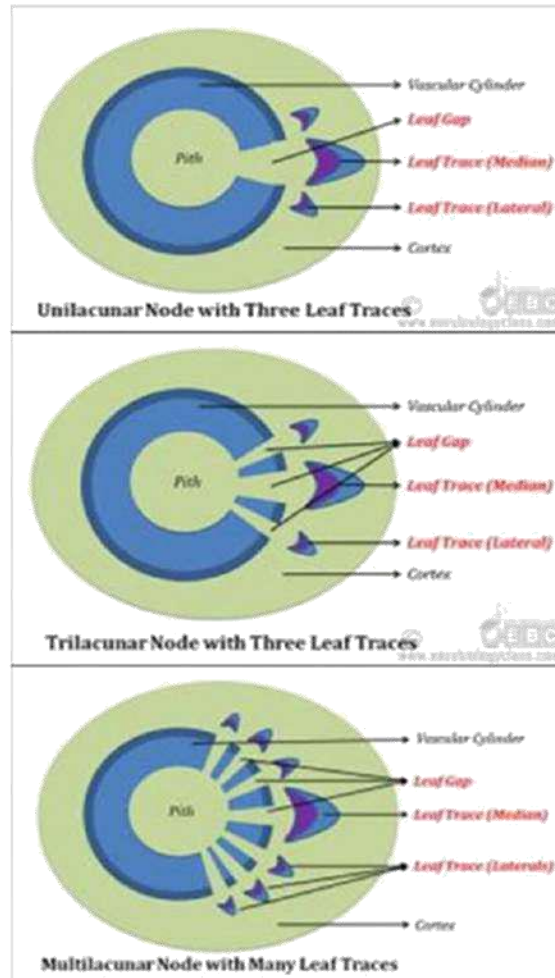 Vascular Cylinder
Leaf Gap
Pith
Leaf Trace (Median)
Leaf Trace (Lateral)
Cortex
Unilacunar Node with Three Leaf Traces
Vascular Cylinder
Leaf Gap
Pith
Leaf Trace (Median)
Leaf Trace (Lateral)
Cortex
Trilacunar Node with Three Leaf Traces
Vascular Cylinder
Leaf Gap
Pith
Leaf Trace (Median)
Leaf Trace (Laterals)
Cortex
Multilacunar Node with Many Leaf Traces